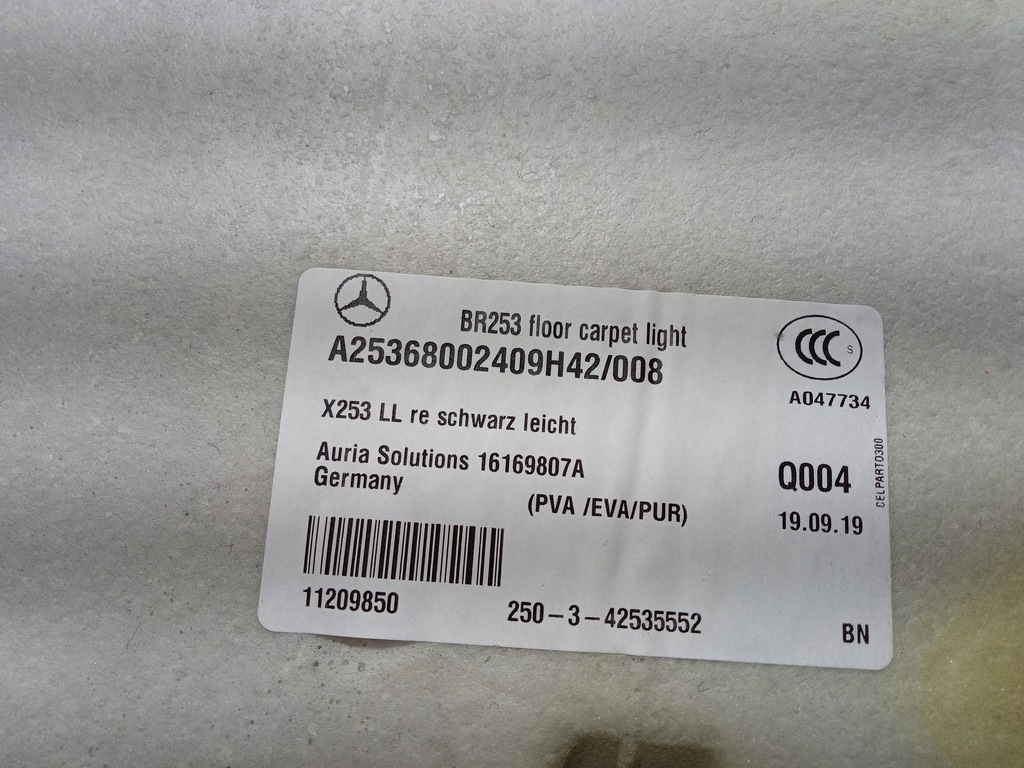 BR253 floor carpet light
A25368002409H42/008
CCC S
A047734
X253 LL re schwarz leicht
Auria Solutions 16169807A
Germany
(PVA /EVA/PUR)
Q004
19.09.19
CELPART0300
11209850
250-3-42535552
BN